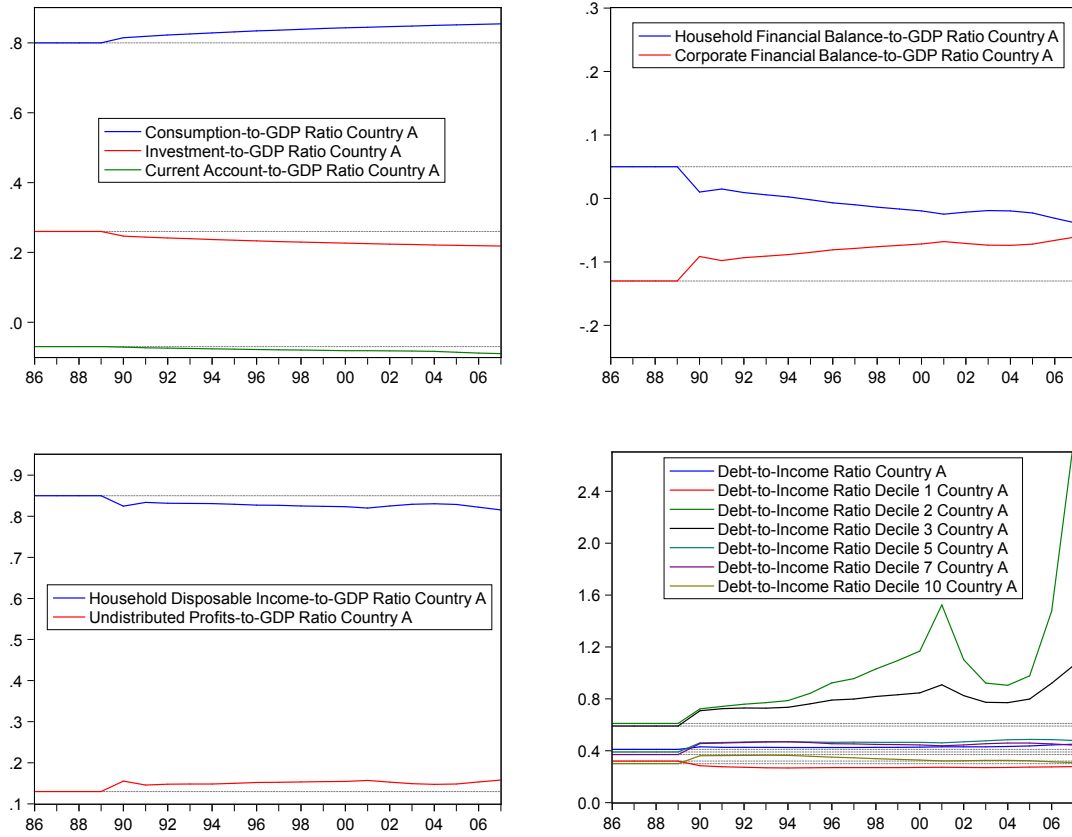 .8
.6
.4
.2
.0
Consumption-to-GDP Ratio Country A
Investment-to-GDP Ratio Country A
Current Account-to-GDP Ratio Country A
86 88 90 92 94 96 98 00 02 04 06
.3
.2
.1
.0
-.1
-.2
Household Financial Balance-to-GDP Ratio Country A
Corporate Financial Balance-to-GDP Ratio Country A
86 88 90 92 94 96 98 00 02 04 06
.9
.8
.7
.6
.5
.4
.3
.2
.1
Household Disposable Income-to-GDP Ratio Country A
Undistributed Profits-to-GDP Ratio Country A
86 88 90 92 94 96 98 00 02 04 06
2.4
2.0
1.6
1.2
0.8
0.4
0.0
Debt-to-Income Ratio Country A
Debt-to-Income Ratio Decile 1 Country A
Debt-to-Income Ratio Decile 2 Country A
Debt-to-Income Ratio Decile 3 Country A
Debt-to-Income Ratio Decile 5 Country A
Debt-to-Income Ratio Decile 7 Country A
Debt-to-Income Ratio Decile 10 Country A
86 88 90 92 94 96 98 00 02 04 06